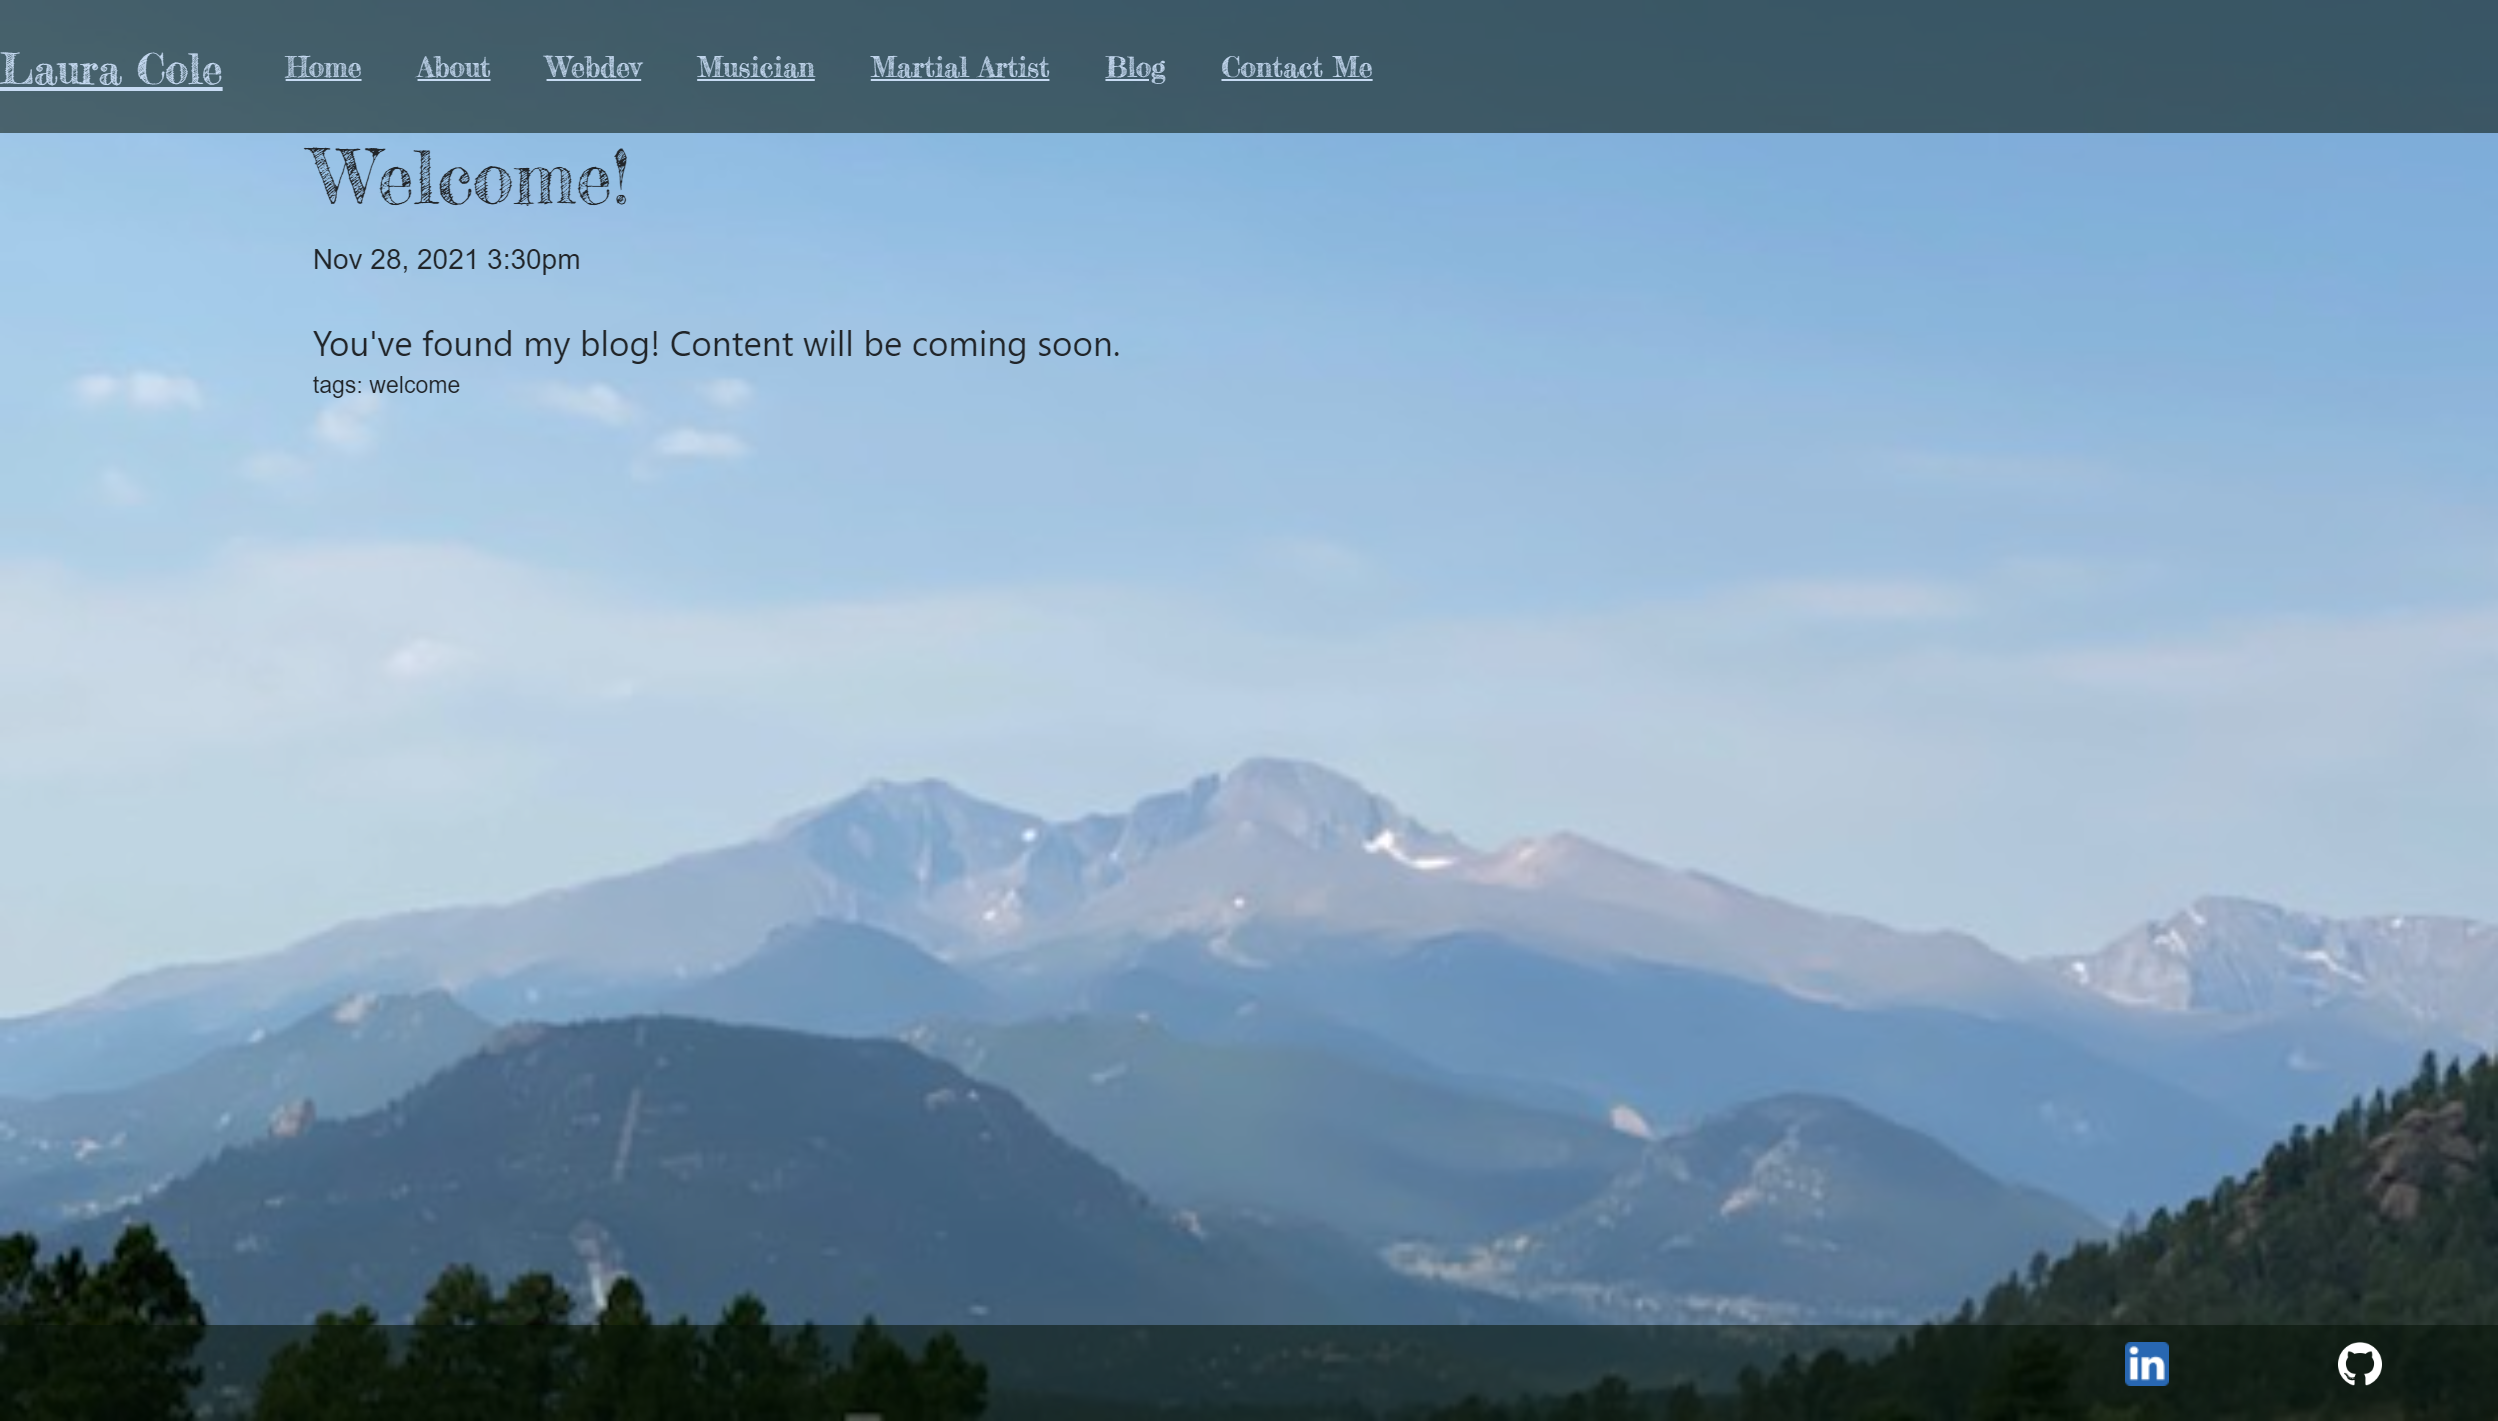 Laura Cole Home About Webdev Musician Martial Artist Blog Contact Me
Welcome!
Nov 28, 2021 3:30pm
You've found my blog! Content will be coming soon.
tags: welcome
in